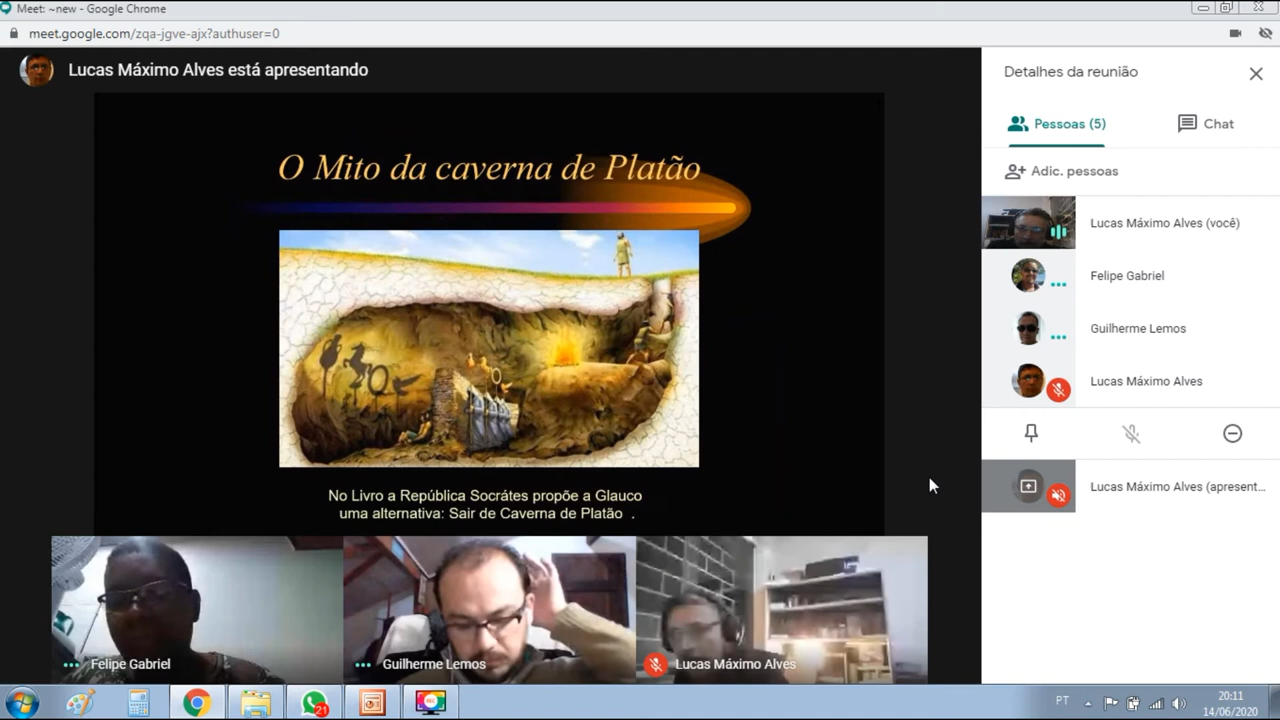 Meet: ~new - Google Chrome
meet.google.com/zqa-jgve-ajx?authuser=0
Lucas Máximo Alves está apresentando
O Mito da caverna de Platão
No Livro a República Socrátes propõe a Glauco
uma alternativa: Sair de Caverna de Platão .
Felipe Gabriel
Guilherme Lemos
Lucas Máximo Alves
Detalhes da reunião
Pessoas (5)
Chat
Adic. pessoas
Lucas Máximo Alves (você)
Felipe Gabriel
Guilherme Lemos
Lucas Máximo Alves
Lucas Máximo Alves (apresent...
21
REC
PT
20:11
14/06/2020